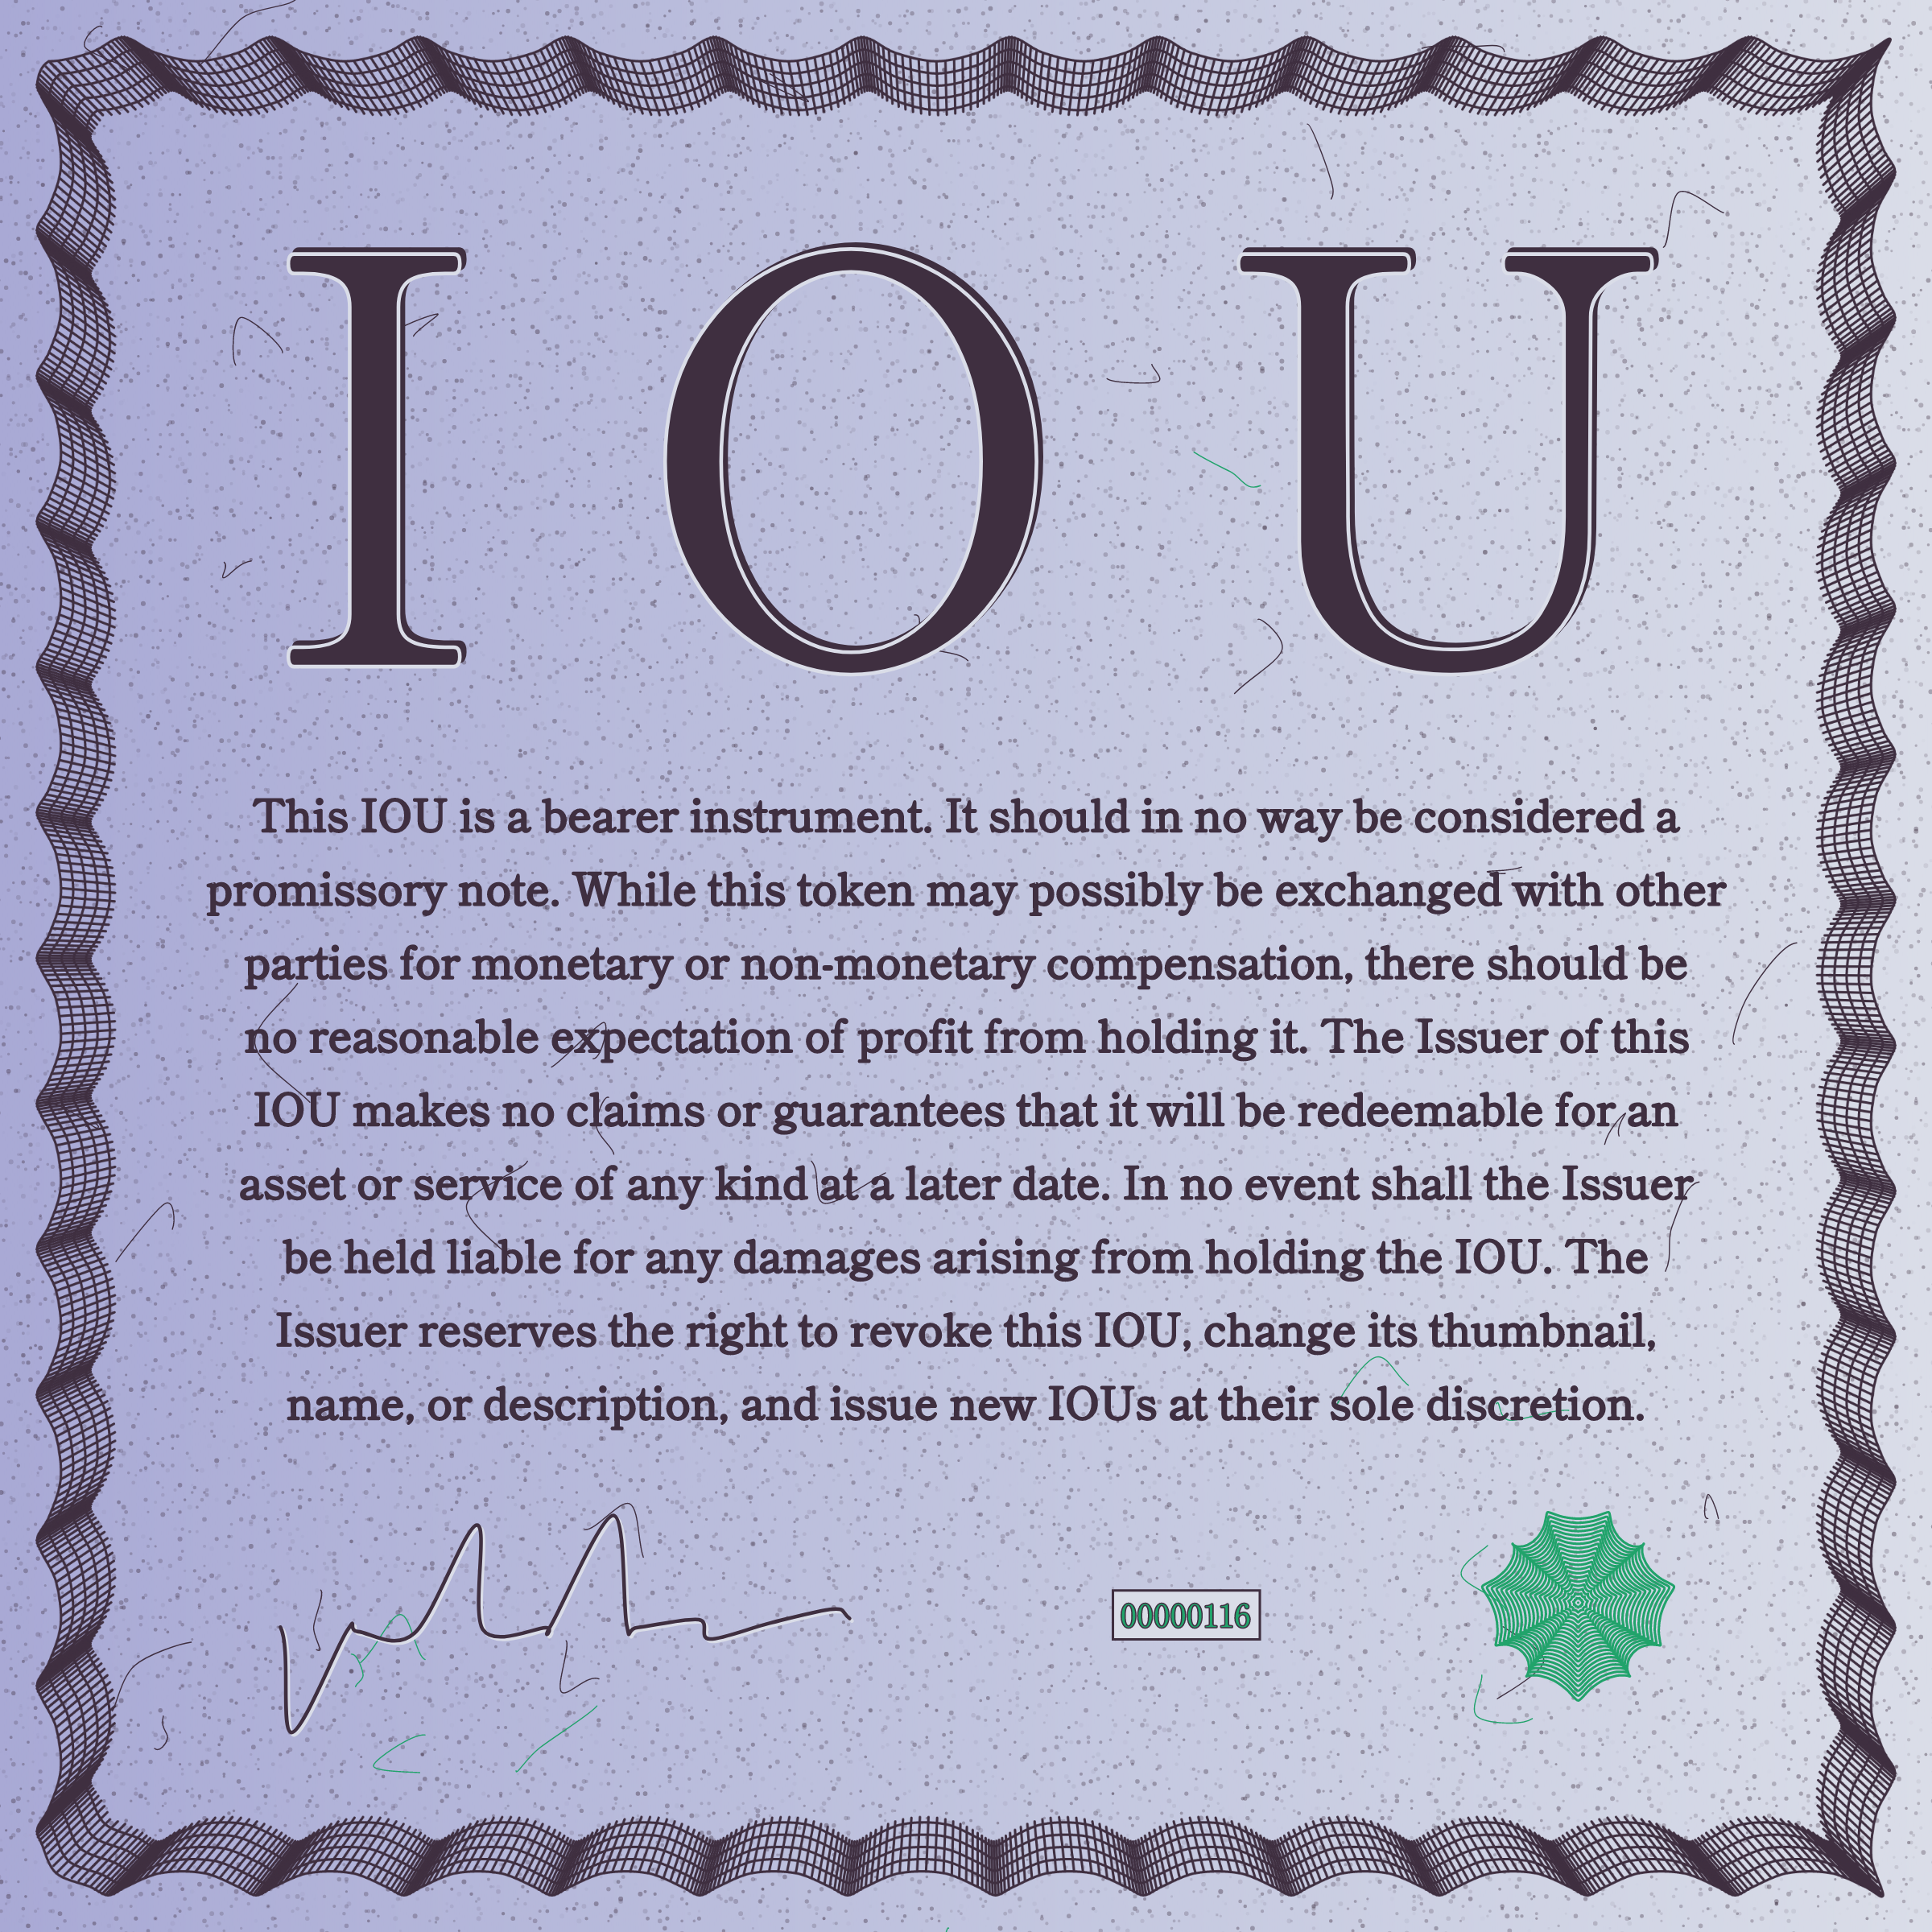 I O U
This IOU is a bearer instrument. It should in no way be considered a
promissory note. While this token may possibly be exchanged with other
parties for monetary or non-monetary compensation, there should be
no reasonable expectation of profit from holding it. The Issuer of this
IOU makes no claims or guarantees that it will be redeemable for an
asset or service of any kind at a later date. In no event shall the Issuer
be held liable for any damages arising from holding the IOU. The
Issuer reserves the right to revoke this IOU, change its thumbnail,
name, or description, and issue new IOUs at their sole discretion.
00000116